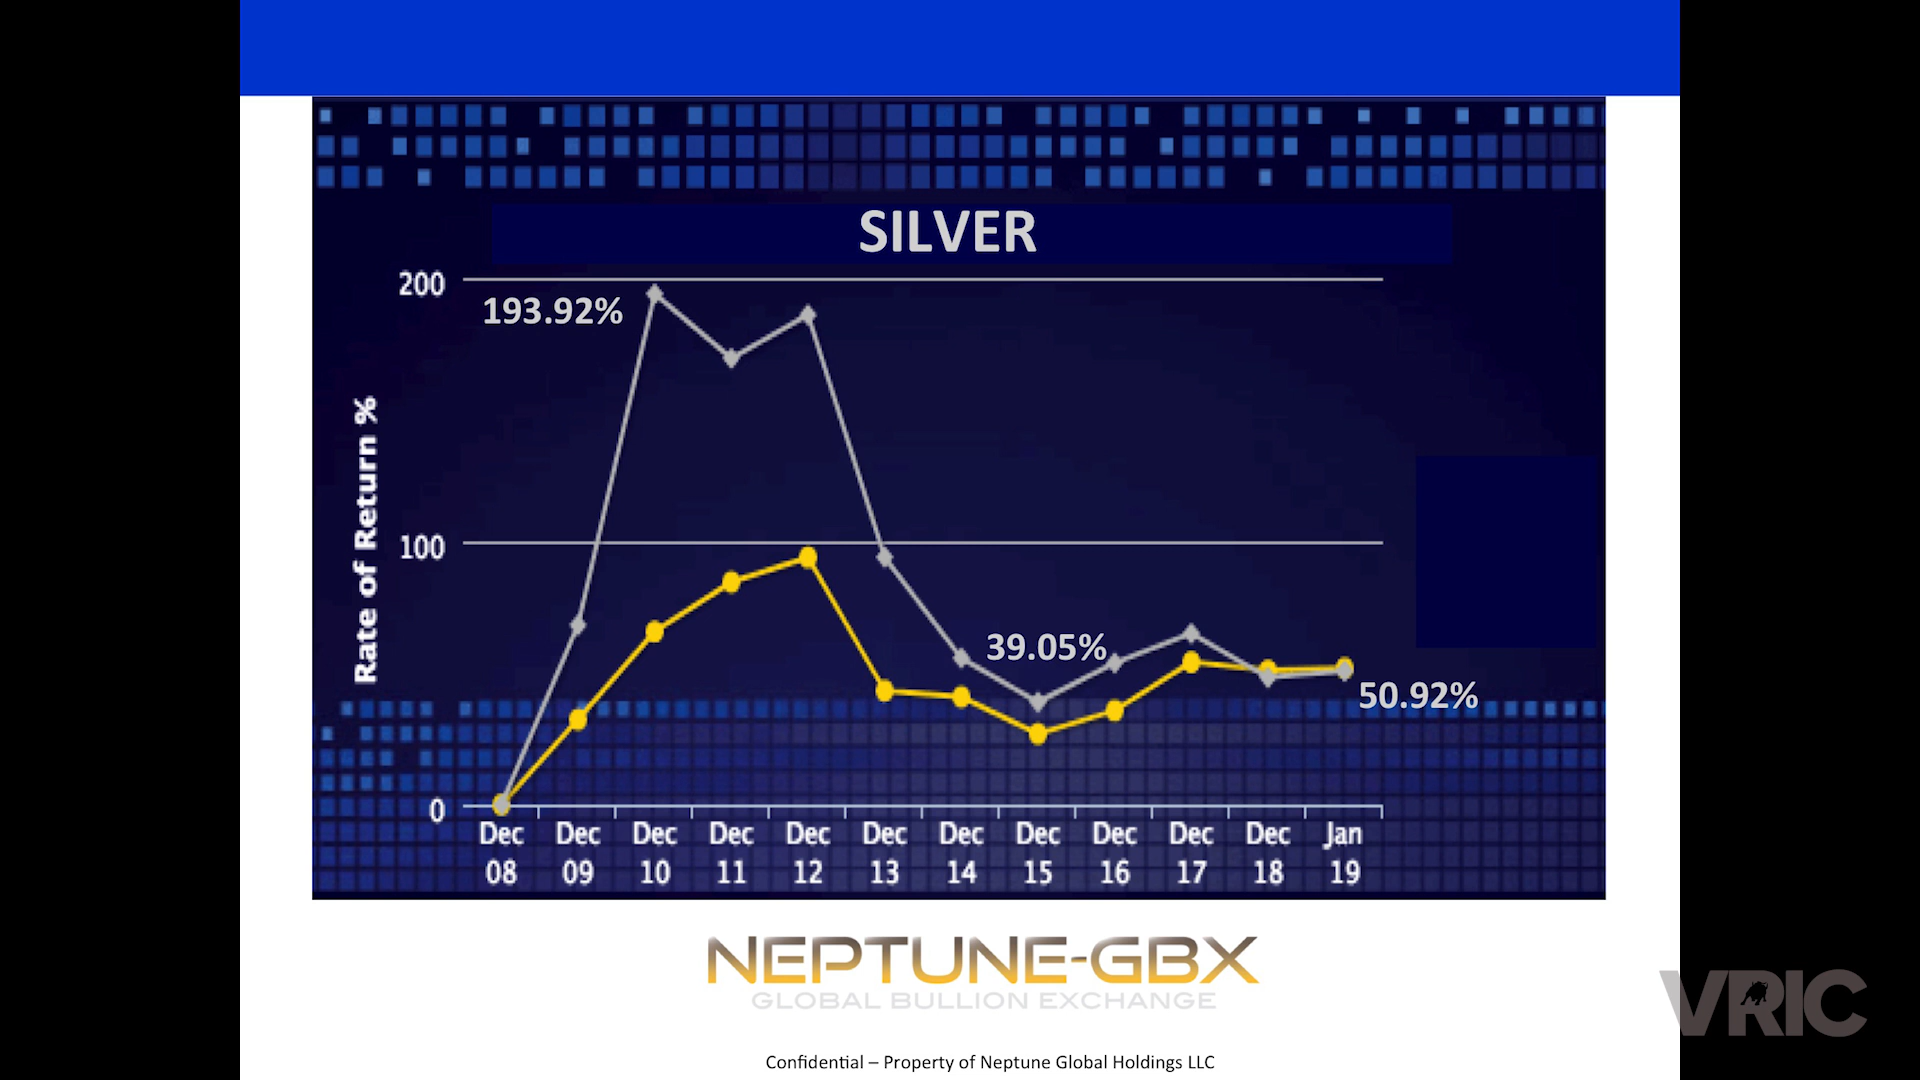 SILVER
200
193.92%
100
39.05%
50.92%
Rate of Return %
0
Dec Dec Dec Dec Dec Dec Dec Dec Dec Dec Dec Jan
08 09 10 11 12 13 14 15 16 17 18 19
NEPTUNE-GBX
GLOBAL BULLION EXCHANGE
VRIC
Confidential – Property of Neptune Global Holdings LLC